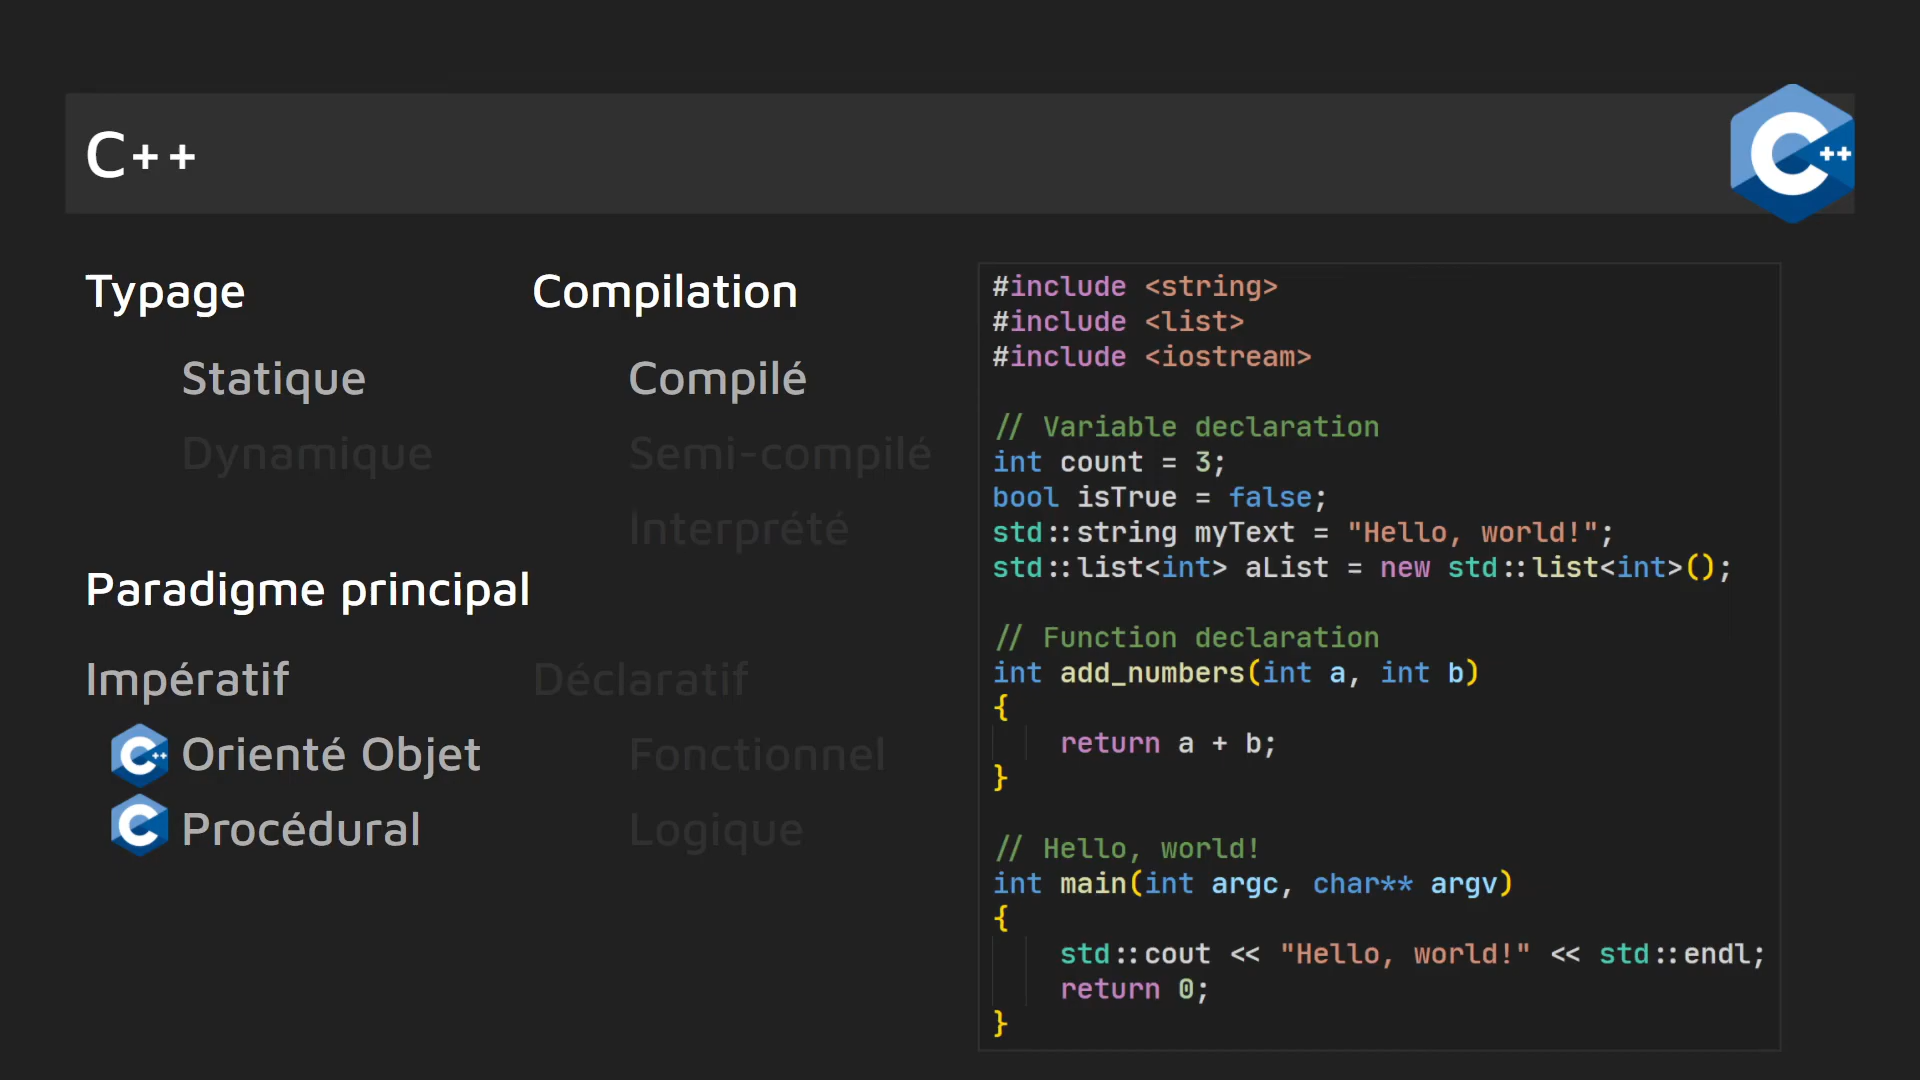 C++
Typage
Statique
Dynamique
Compilation
Compilé
Semi-compilé
Interprété
Paradigme principal
Impératif
Orienté Objet
Procédural
Déclaratif
Fonctionnel
Logique
#include <string>
#include <list>
#include <iostream>
// Variable declaration
int count = 3;
bool isTrue = false;
std::string myText = "Hello, world!";
std::list<int> aList = new std::list<int>();
// Function declaration
int add_numbers(int a, int b)
{
return a + b;
}
// Hello, world!
int main(int argc, char** argv)
{
std::cout << "Hello, world!" << std::endl;
return 0;
}